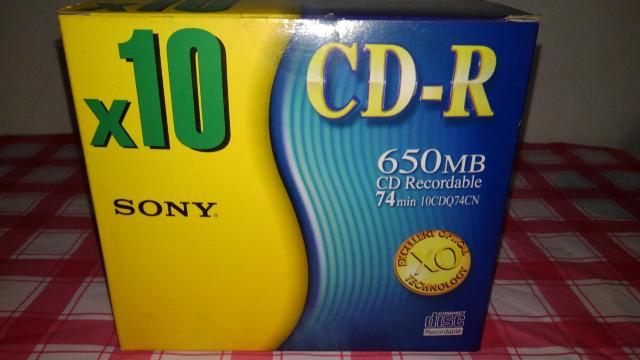 x10
SONY
CD-R
650MB
CD Recordable
74min 10CDQ74CN
EXCELLENT OPTICAL
XO
TECHNOLOGY
COMPACT
disc
Recordable